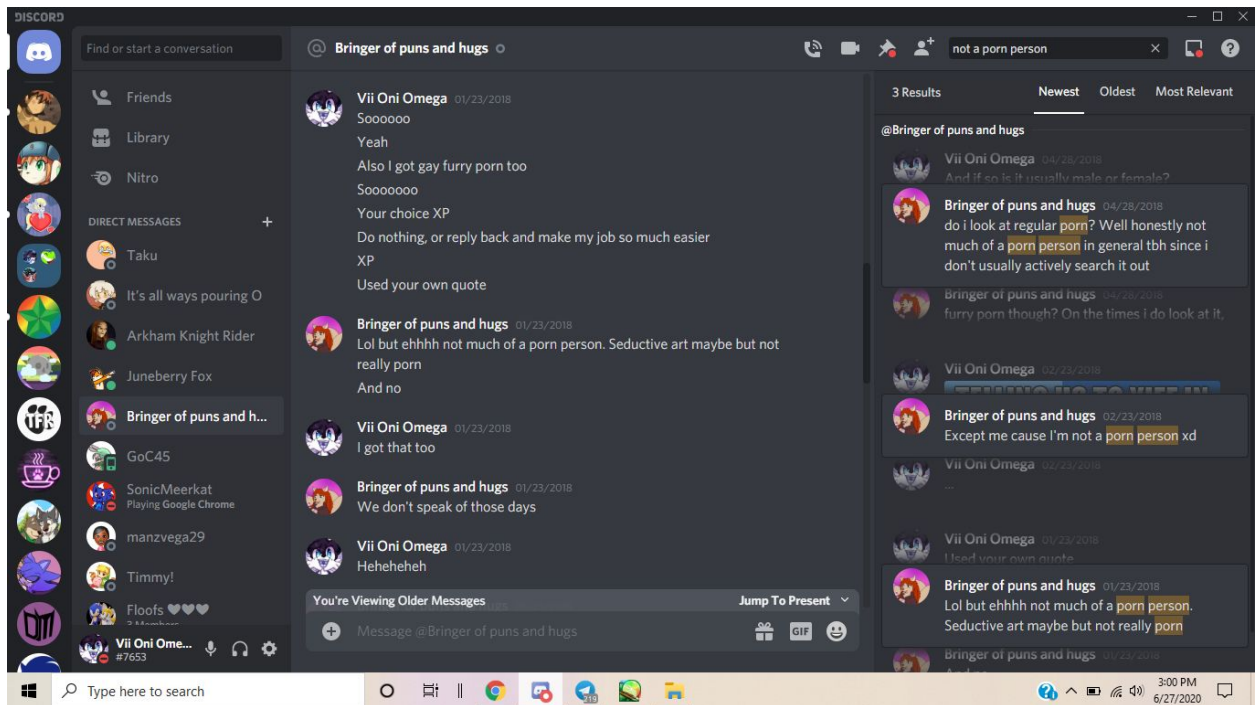 DISCORD
Find or start a conversation
Friends
Library
Nitro
DIRECT MESSAGES
Taku
It's all ways pouring O
Arkham Knight Rider
Juneberry Fox
Bringer of puns and h...
GoC45
SonicMeerkat
Playing Google Chrome
manzvega29
Timmy!
Floofs ♥♥♥
3 Members
Vii Oni Ome...
#7653
TFR
Bringer of puns and hugs
Vii Oni Omega 01/23/2018
Soooooo
Yeah
Also I got gay furry porn too
Sooooooo
Your choice XP
Do nothing, or reply back and make my job so much easier
XP
Used your own quote
Bringer of puns and hugs 01/23/2018
Lol but ehhhh not much of a porn person. Seductive art maybe but not
really porn
And no
Vii Oni Omega 01/23/2018
I got that too
Bringer of puns and hugs 01/23/2018
We don't speak of those days
Vii Oni Omega 01/23/2018
Heheheheh
You're Viewing Older Messages
Jump To Present
Message @Bringer of puns and hugs
GIF
not a porn person
3 Results
Newest
Oldest
Most Relevant
@Bringer of puns and hugs
Vii Oni Omega 04/28/2018
And if so is it usually male or female?
Bringer of puns and hugs 04/28/2018
do i look at regular porn? Well honestly not
much of a porn person in general tbh since i
don't usually actively search it out
Bringer of puns and hugs 04/28/2018
furry porn though? On the times i do look at it,
Vii Oni Omega 02/23/2018
Bringer of puns and hugs 02/23/2018
Except me cause I'm not a porn person xd
Vii Oni Omega 02/23/2018
...
Vii Oni Omega 01/23/2018
Used your own quote
Bringer of puns and hugs 01/23/2018
Lol but ehhhh not much of a porn person.
Seductive art maybe but not really porn
Bringer of puns and hugs 01/23/2018
And no
Type here to search
219
3:00 PM
6/27/2020